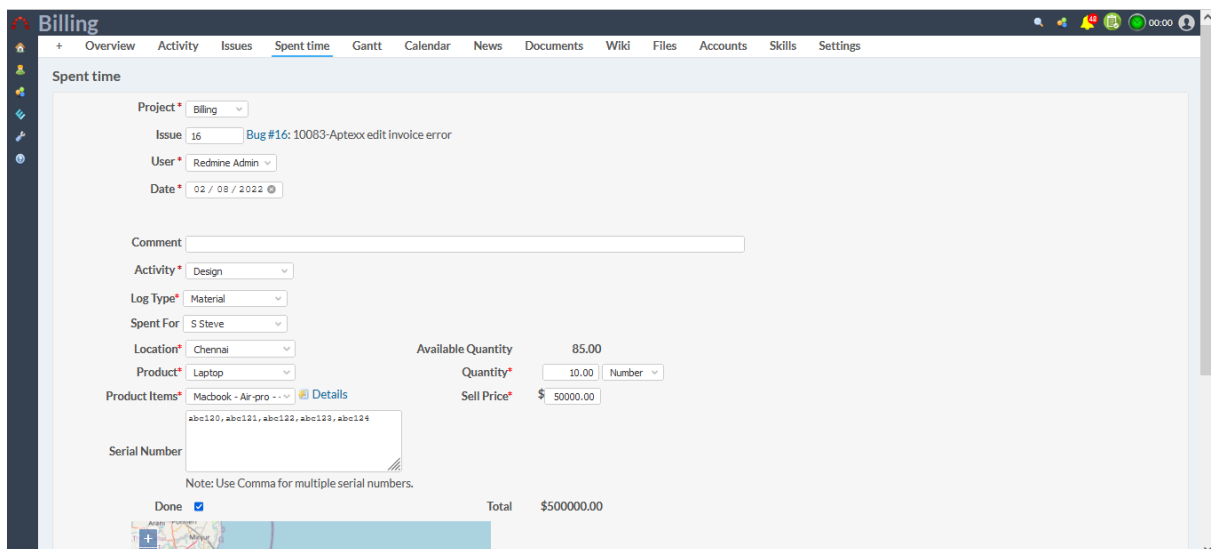 Billing
48
00:00
+ Overview Activity Issues Spent time Gantt Calendar News Documents Wiki Files Accounts Skills Settings
Spent time
Project * Billing
Issue 16 Bug #16: 10083-Aptexx edit invoice error
User * Redmine Admin
Date * 02 / 08 / 2022
Comment
Activity * Design
Log Type* Material
Spent For S Steve
Location* Chennai Available Quantity 85.00
Product* Laptop Quantity* 10.00 Number
Product Items* Macbook - Air-pro - - Details Sell Price* $ 50000.00
abc120,abc121,abc122,abc123,abc124
Serial Number
Note: Use Comma for multiple serial numbers.
Done Total $500000.00
+
Minjur